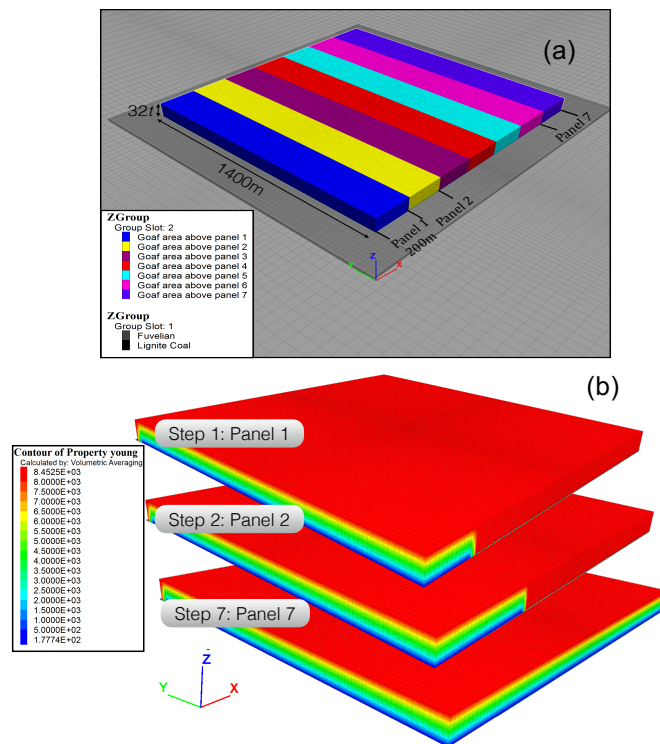 (a)
32t
1400m
Panel 7
Panel 2
Panel 1
200m
ZGroup
Group Slot: 2
Goaf area above panel 1
Goaf area above panel 2
Goaf area above panel 3
Goaf area above panel 4
Goaf area above panel 5
Goaf area above panel 6
Goaf area above panel 7
ZGroup
Group Slot: 1
Fuvelian
Lignite Coal
z
Y
x
(b)
Step 1: Panel 1
Step 2: Panel 2
Step 7: Panel 7
Contour of Property young
Calculated by: Volumetric Averaging
8.4525E+03
8.0000E+03
7.5000E+03
7.0000E+03
6.5000E+03
6.0000E+03
5.5000E+03
5.0000E+03
4.5000E+03
4.0000E+03
3.5000E+03
3.0000E+03
2.5000E+03
2.0000E+03
1.5000E+03
1.0000E+03
5.0000E+02
1.7774E+02
Z
Y
X